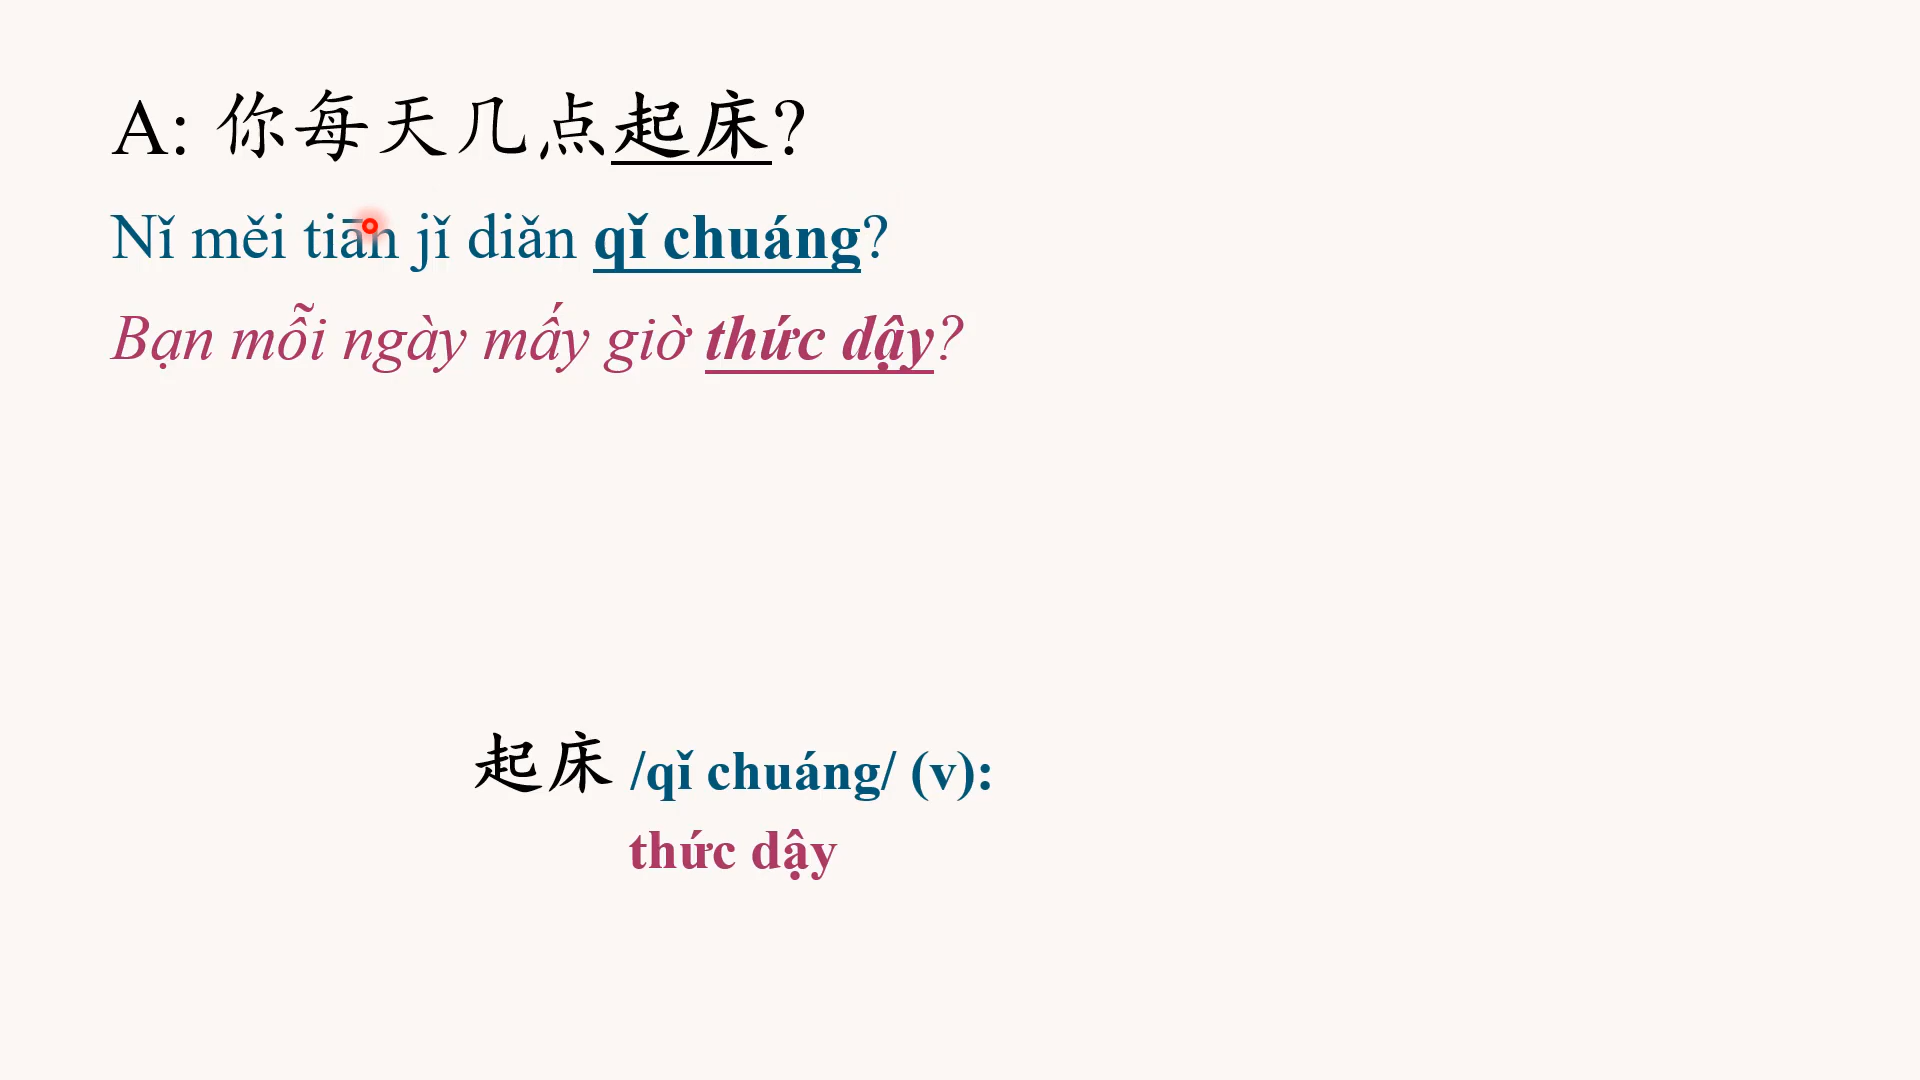 A: 你每天几点起床?
Nǐ měi tiān jǐ diǎn qǐ chuáng?
Bạn mỗi ngày mấy giờ thức dậy?
起床 /qǐ chuáng/ (v):
thức dậy